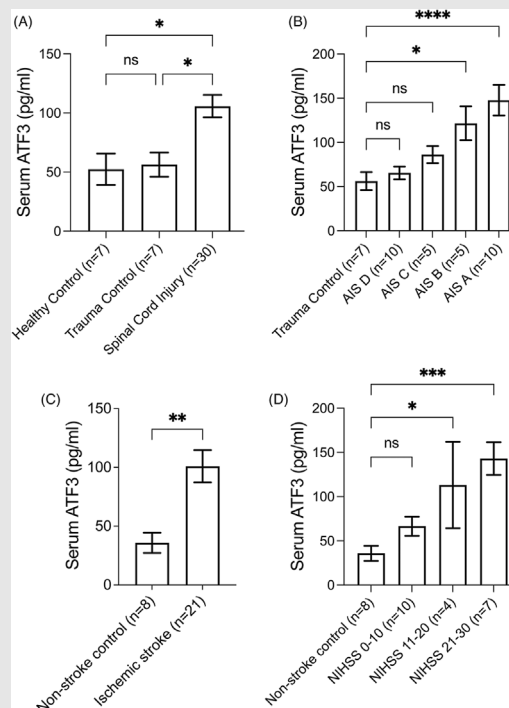 (A)
*
ns
*
Serum ATF3 (pg/ml)
150
100
50
0
Healthy Control (n=7)
Trauma Control (n=7)
Spinal Cord Injury (n=30)
(B)
****
*
ns
ns
Serum ATF3 (pg/ml)
200
150
100
50
0
Trauma Control (n=7)
AIS D (n=10)
AIS C (n=5)
AIS B (n=5)
AIS A (n=10)
(C)
**
Serum ATF3 (pg/ml)
150
100
50
0
Non-stroke control (n=8)
Ischemic stroke (n=21)
(D)
***
*
ns
Serum ATF3 (pg/ml)
200
150
100
50
0
Non-stroke control (n=8)
NIHSS 0-10 (n=10)
NIHSS 11-20 (n=4)
NIHSS 21-30 (n=7)